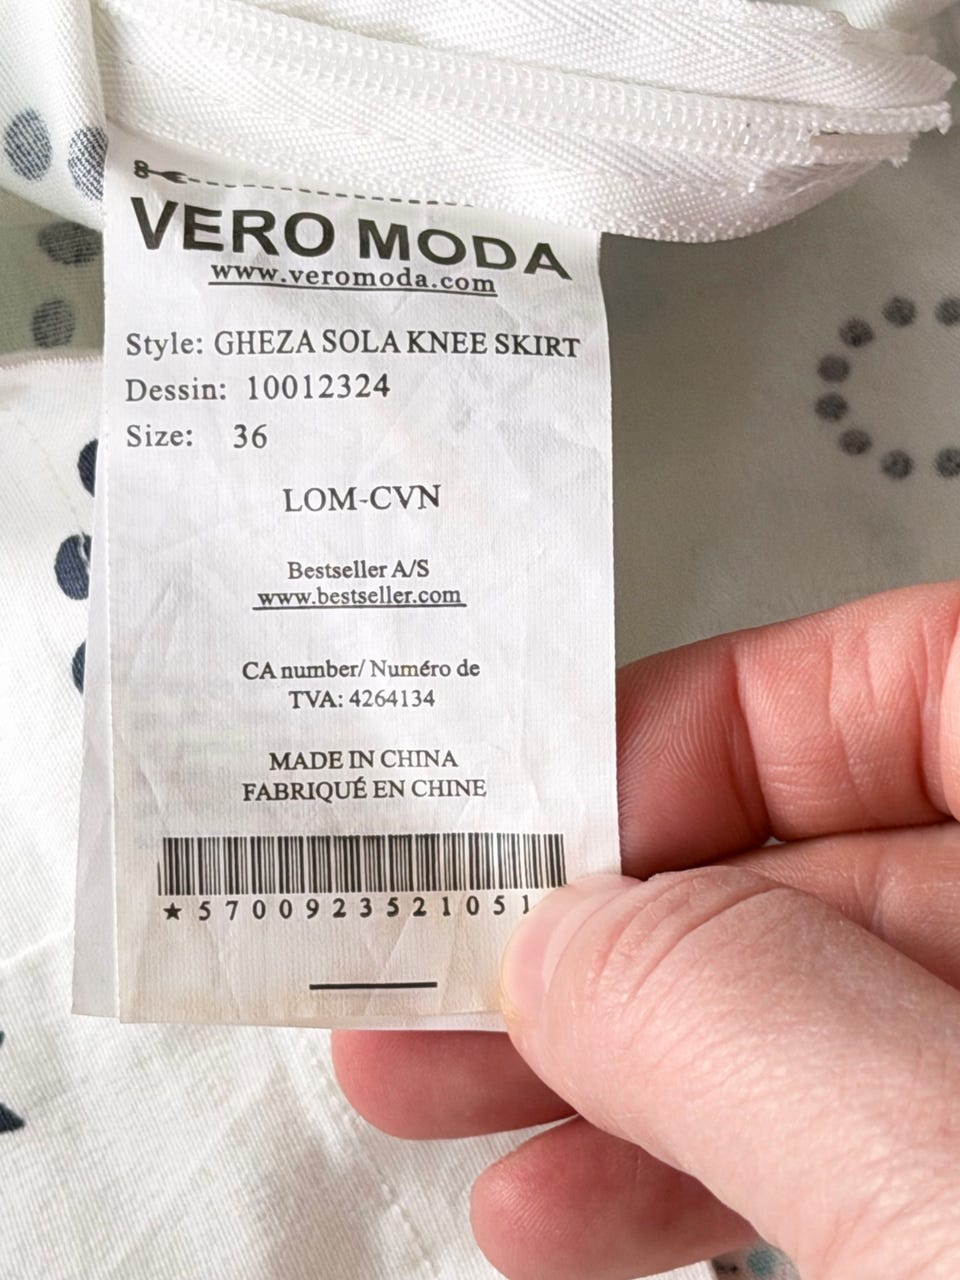 VERO MODA
www.veromoda.com
Style: GHEZA SOLA KNEE SKIRT
Dessin: 10012324
Size: 36
LOM-CVN
Bestseller A/S
www.bestseller.com
CA number/ Numéro de
TVA: 4264134
MADE IN CHINA
FABRIQUÉ EN CHINE
★ 5700923521051